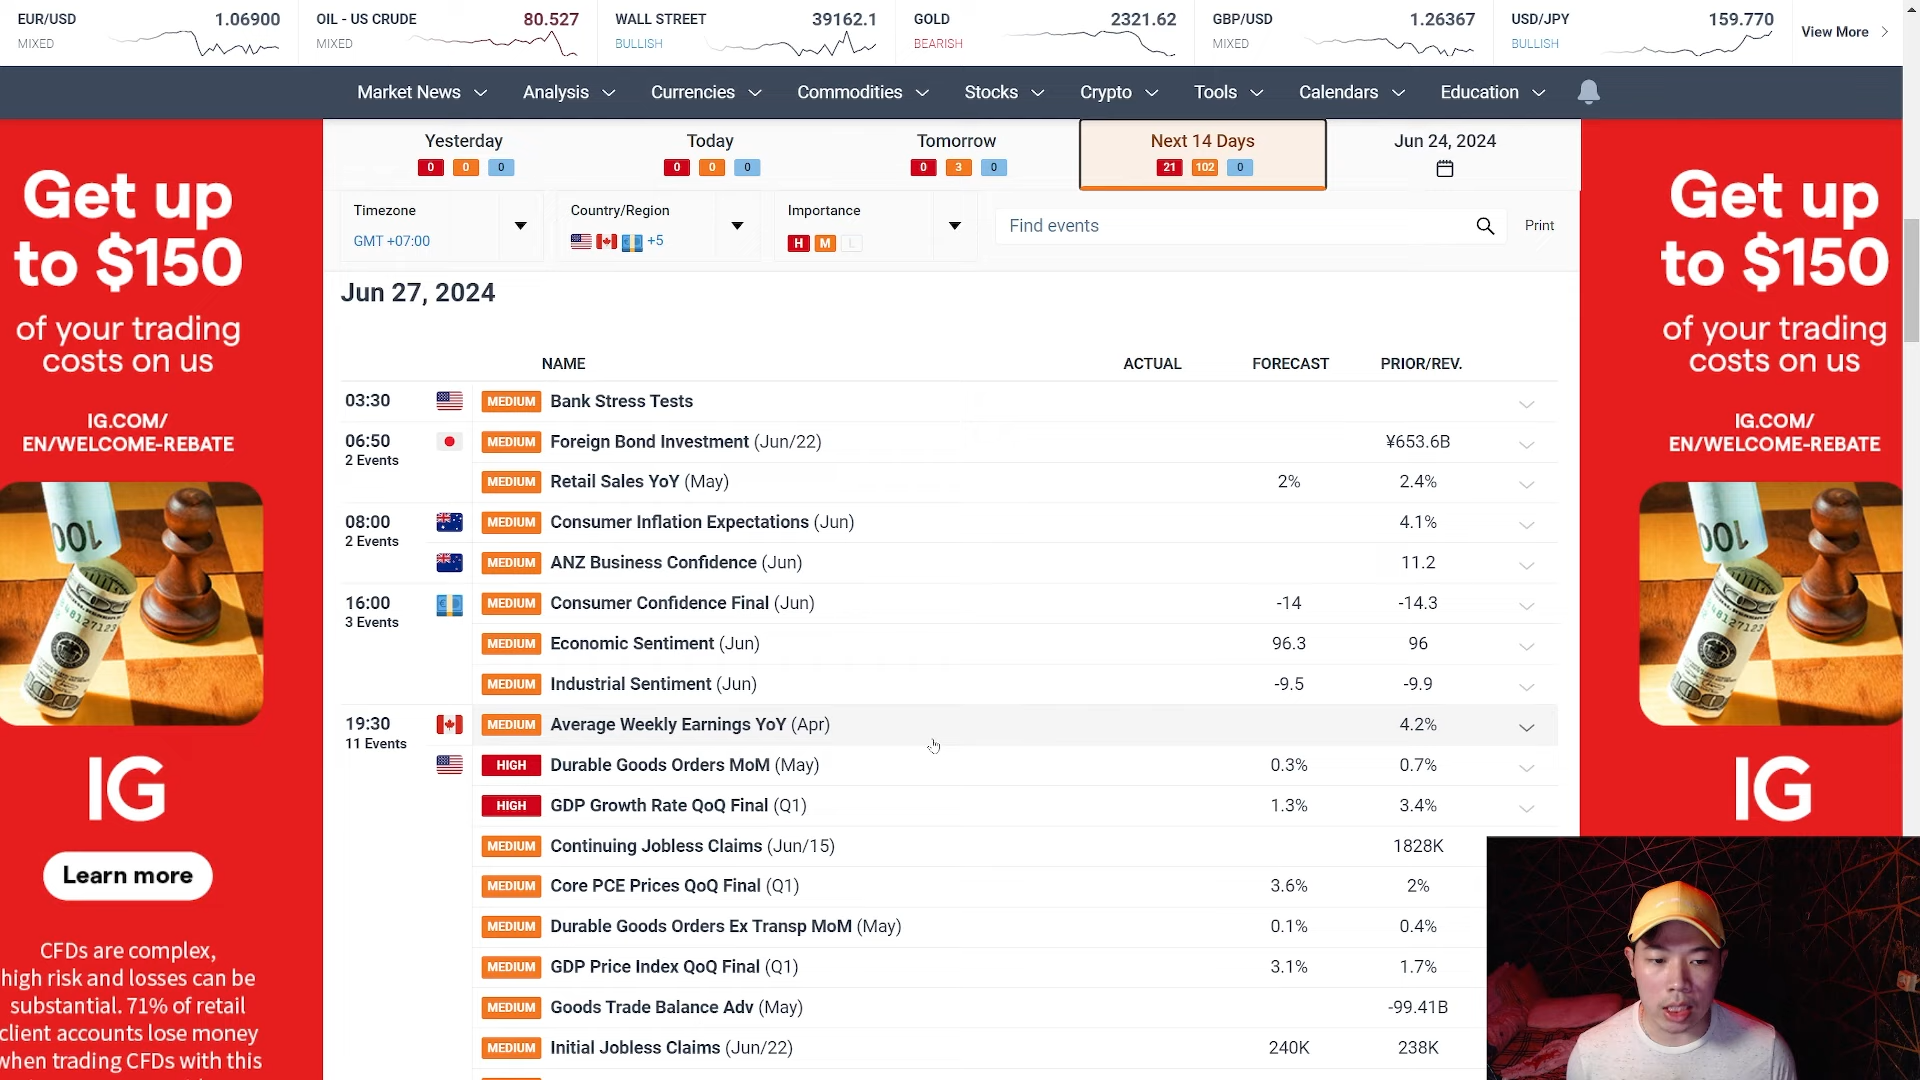 EUR/USD 1.06900
MIXED
OIL - US CRUDE 80.527
MIXED
WALL STREET 39162.1
BULLISH
GOLD 2321.62
BEARISH
GBP/USD 1.26367
MIXED
USD/JPY 159.770
BULLISH
View More
Market News Analysis Currencies Commodities Stocks Crypto Tools Calendars Education
Yesterday
0 0 0
Today
0 0 0
Tomorrow
0 3 0
Next 14 Days
21 102 0
Jun 24, 2024
Timezone
GMT +07:00
Country/Region
+5
Importance
H M L
Find events
Print
Jun 27, 2024
NAME ACTUAL FORECAST PRIOR/REV.
03:30 MEDIUM Bank Stress Tests
06:50 MEDIUM Foreign Bond Investment (Jun/22) ¥653.6B
2 Events
MEDIUM Retail Sales YoY (May) 2% 2.4%
08:00 MEDIUM Consumer Inflation Expectations (Jun) 4.1%
2 Events
MEDIUM ANZ Business Confidence (Jun) 11.2
16:00 MEDIUM Consumer Confidence Final (Jun) -14 -14.3
3 Events
MEDIUM Economic Sentiment (Jun) 96.3 96
MEDIUM Industrial Sentiment (Jun) -9.5 -9.9
19:30 MEDIUM Average Weekly Earnings YoY (Apr) 4.2%
11 Events
HIGH Durable Goods Orders MoM (May) 0.3% 0.7%
HIGH GDP Growth Rate QoQ Final (Q1) 1.3% 3.4%
MEDIUM Continuing Jobless Claims (Jun/15) 1828K
MEDIUM Core PCE Prices QoQ Final (Q1) 3.6% 2%
MEDIUM Durable Goods Orders Ex Transp MoM (May) 0.1% 0.4%
MEDIUM GDP Price Index QoQ Final (Q1) 3.1% 1.7%
MEDIUM Goods Trade Balance Adv (May) -99.41B
MEDIUM Initial Jobless Claims (Jun/22) 240K 238K
Get up
to $150
of your trading
costs on us
IG.COM/
EN/WELCOME-REBATE
100
IG
Learn more
CFDs are complex,
high risk and losses can be
substantial. 71% of retail
client accounts lose money
when trading CFDs with this
Get up
to $150
of your trading
costs on us
IG.COM/
EN/WELCOME-REBATE
100
IG